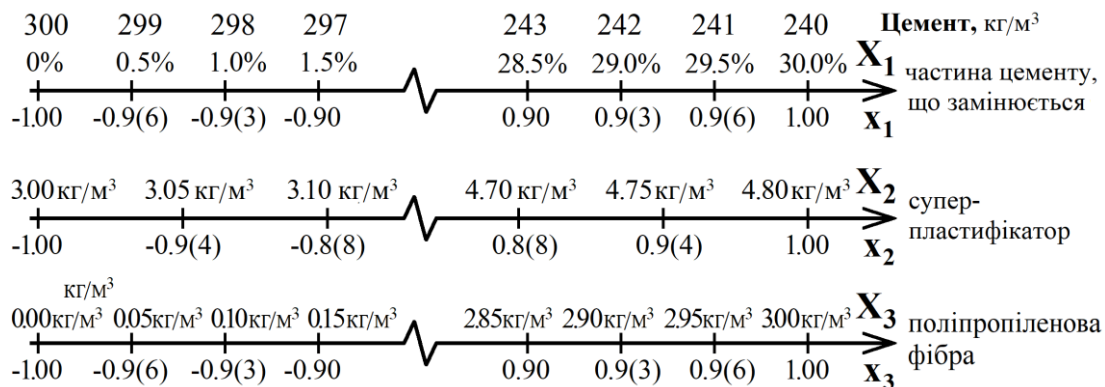 300 299 298 297 243 242 241 240 Цемент, кг/м³
0% 0.5% 1.0% 1.5% 28.5% 29.0% 29.5% 30.0% X₁
частина цементу,
що замінюється
-1.00 -0.9(6) -0.9(3) -0.90 0.90 0.9(3) 0.9(6) 1.00 x₁
3.00 кг/м³ 3.05 кг/м³ 3.10 кг/м³ 4.70 кг/м³ 4.75 кг/м³ 4.80 кг/м³ X₂
супер-
пластифікатор
-1.00 -0.9(4) -0.8(8) 0.8(8) 0.9(4) 1.00 x₂
кг/м³
0.00кг/м³ 0.05кг/м³ 0.10кг/м³ 0.15кг/м³ 2.85кг/м³ 2.90кг/м³ 2.95кг/м³ 3.00кг/м³ X₃
поліпропіленова
фібра
-1.00 -0.9(6) -0.9(3) -0.90 0.90 0.9(3) 0.9(6) 1.00 x₃